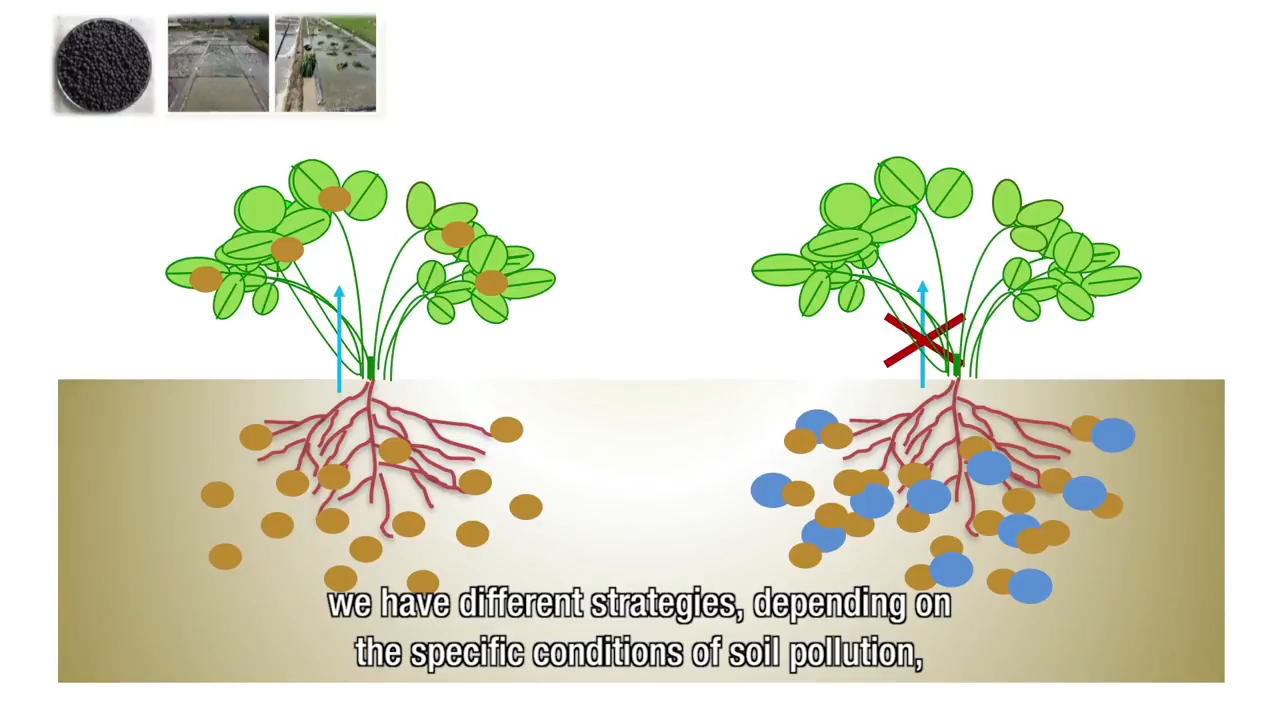 we have different strategies, depending on
the specific conditions of soil pollution,